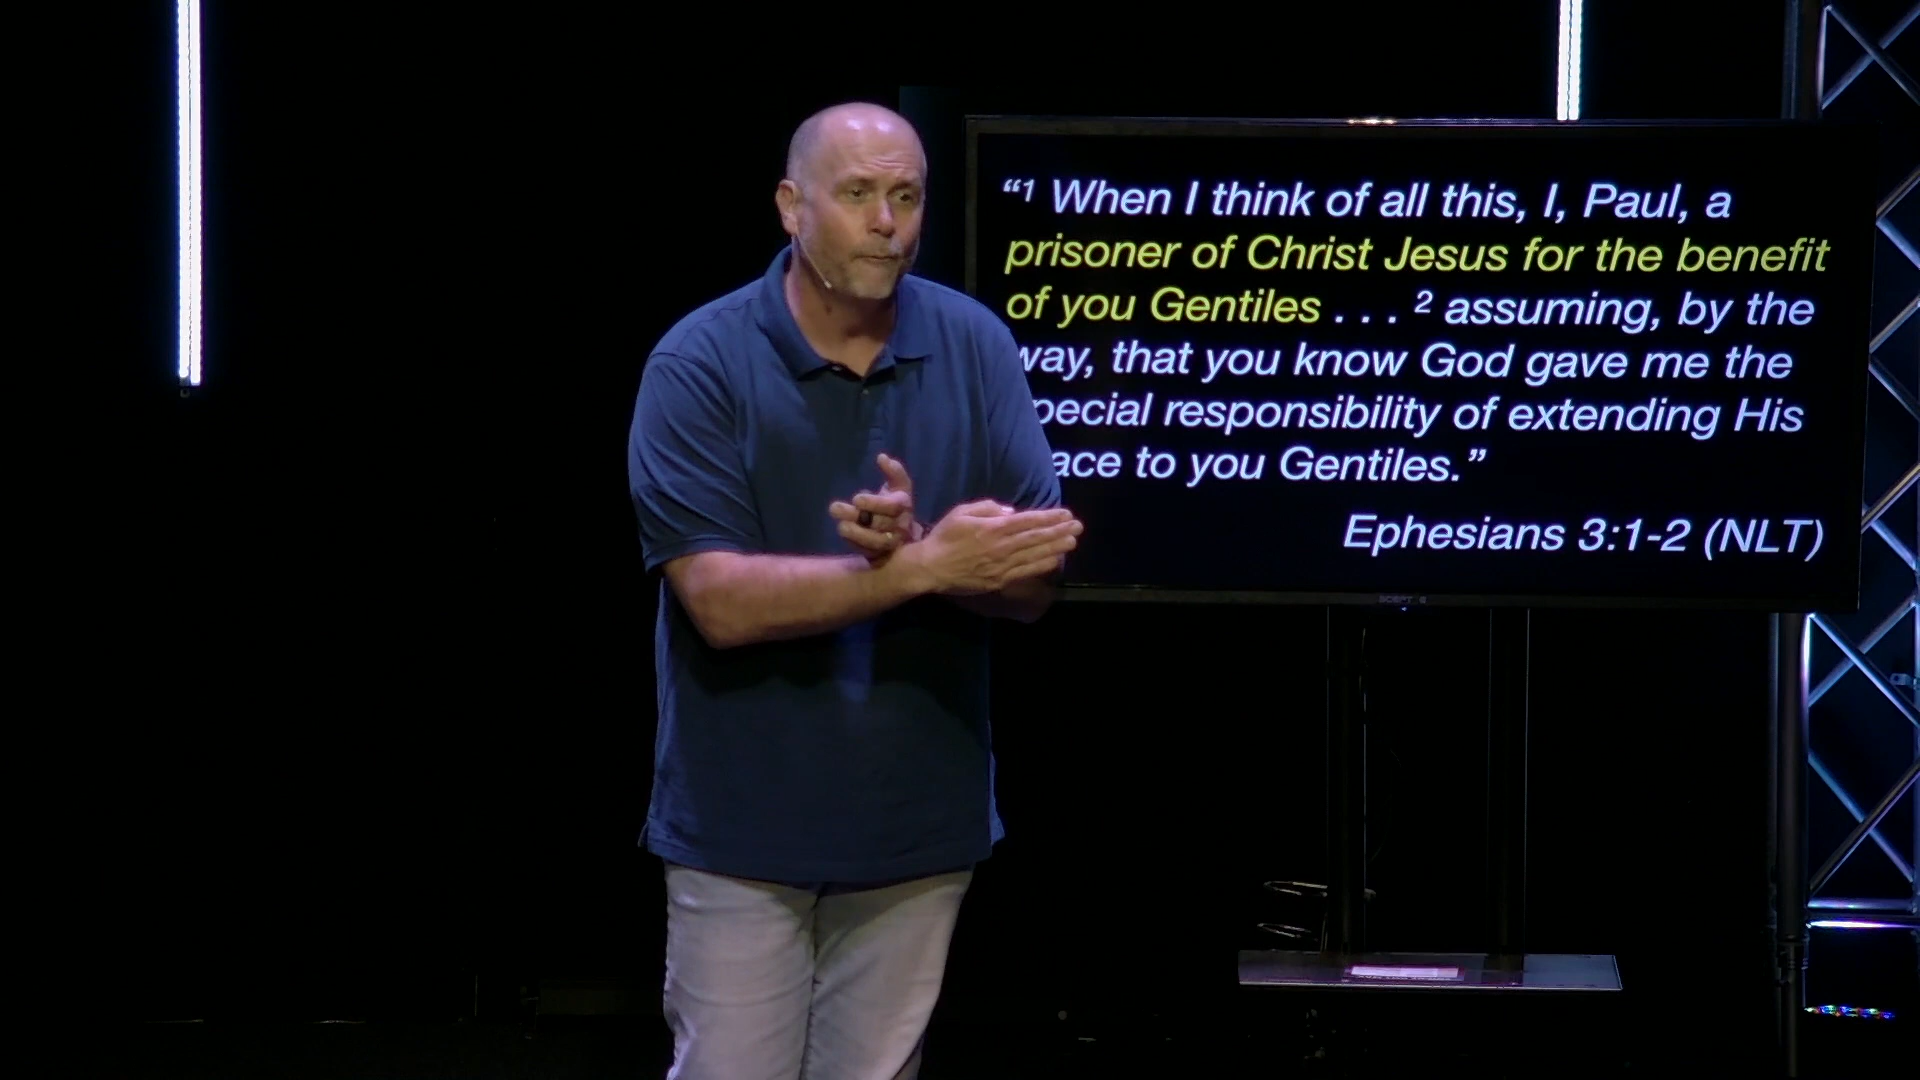 “1 When I think of all this, I, Paul, a
prisoner of Christ Jesus for the benefit
of you Gentiles . . . 2 assuming, by the
way, that you know God gave me the
special responsibility of extending His
to you Gentiles.”
Ephesians 3:1-2 (NLT)